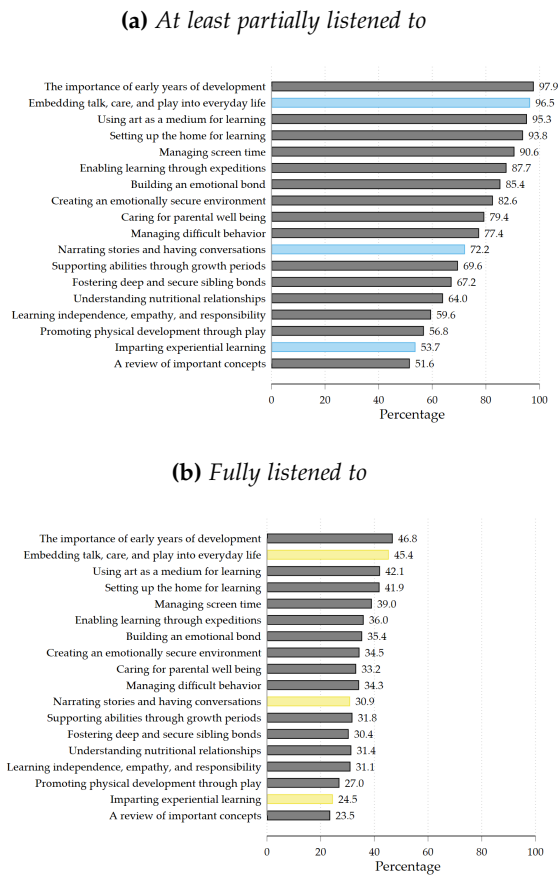 (a) At least partially listened to
The importance of early years of development 97.9
Embedding talk, care, and play into everyday life 96.5
Using art as a medium for learning 95.3
Setting up the home for learning 93.8
Managing screen time 90.6
Enabling learning through expeditions 87.7
Building an emotional bond 85.4
Creating an emotionally secure environment 82.6
Caring for parental well being 79.4
Managing difficult behavior 77.4
Narrating stories and having conversations 72.2
Supporting abilities through growth periods 69.6
Fostering deep and secure sibling bonds 67.2
Understanding nutritional relationships 64.0
Learning independence, empathy, and responsibility 59.6
Promoting physical development through play 56.8
Imparting experiential learning 53.7
A review of important concepts 51.6
0 20 40 60 80 100
Percentage
(b) Fully listened to
The importance of early years of development 46.8
Embedding talk, care, and play into everyday life 45.4
Using art as a medium for learning 42.1
Setting up the home for learning 41.9
Managing screen time 39.0
Enabling learning through expeditions 36.0
Building an emotional bond 35.4
Creating an emotionally secure environment 34.5
Caring for parental well being 33.2
Managing difficult behavior 34.3
Narrating stories and having conversations 30.9
Supporting abilities through growth periods 31.8
Fostering deep and secure sibling bonds 30.4
Understanding nutritional relationships 31.4
Learning independence, empathy, and responsibility 31.1
Promoting physical development through play 27.0
Imparting experiential learning 24.5
A review of important concepts 23.5
0 20 40 60 80 100
Percentage